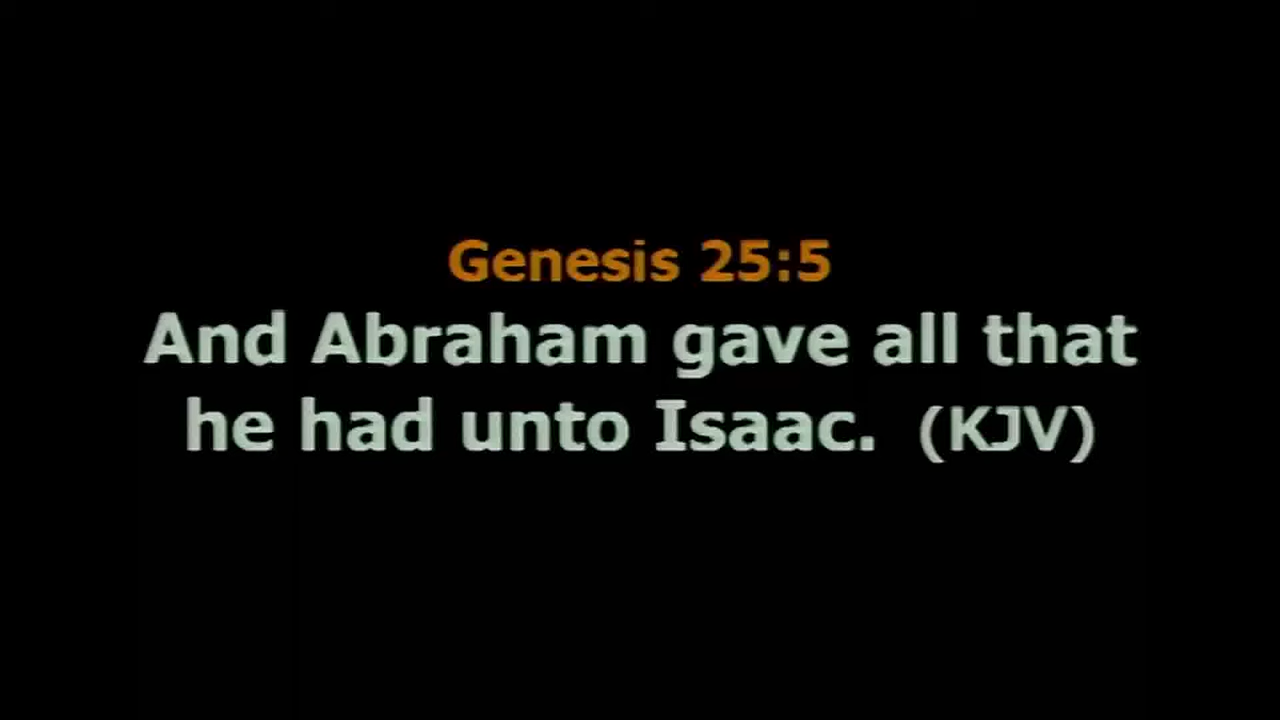 Genesis 25:5
And Abraham gave all that
he had unto Isaac. (KJV)